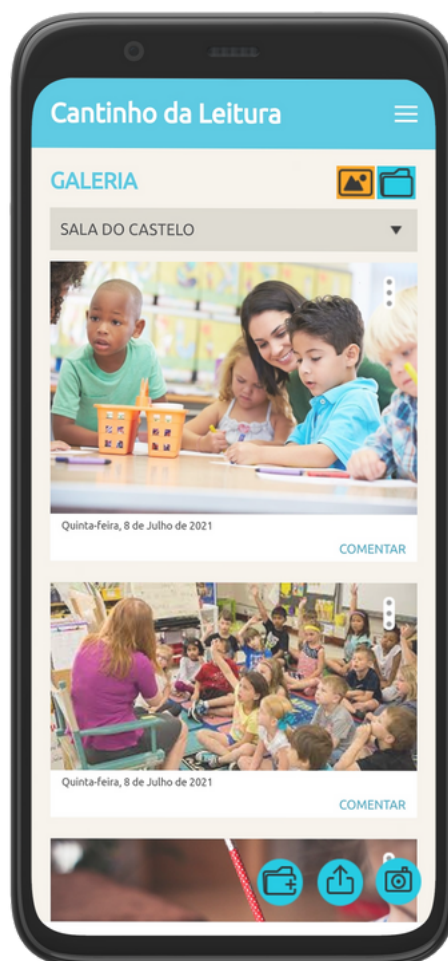 Cantinho da Leitura
GALERIA
SALA DO CASTELO
Quinta-feira, 8 de Julho de 2021
COMENTAR
Quinta-feira, 8 de Julho de 2021
COMENTAR